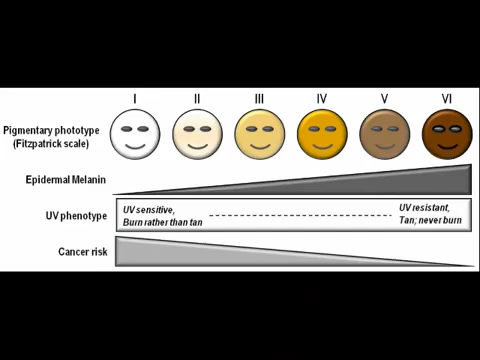 I II III IV V VI
Pigmentary phototype
(Fitzpatrick scale)
Epidermal Melanin
UV phenotype
UV sensitive,
Burn rather than tan
UV resistant,
Tan; never burn
Cancer risk